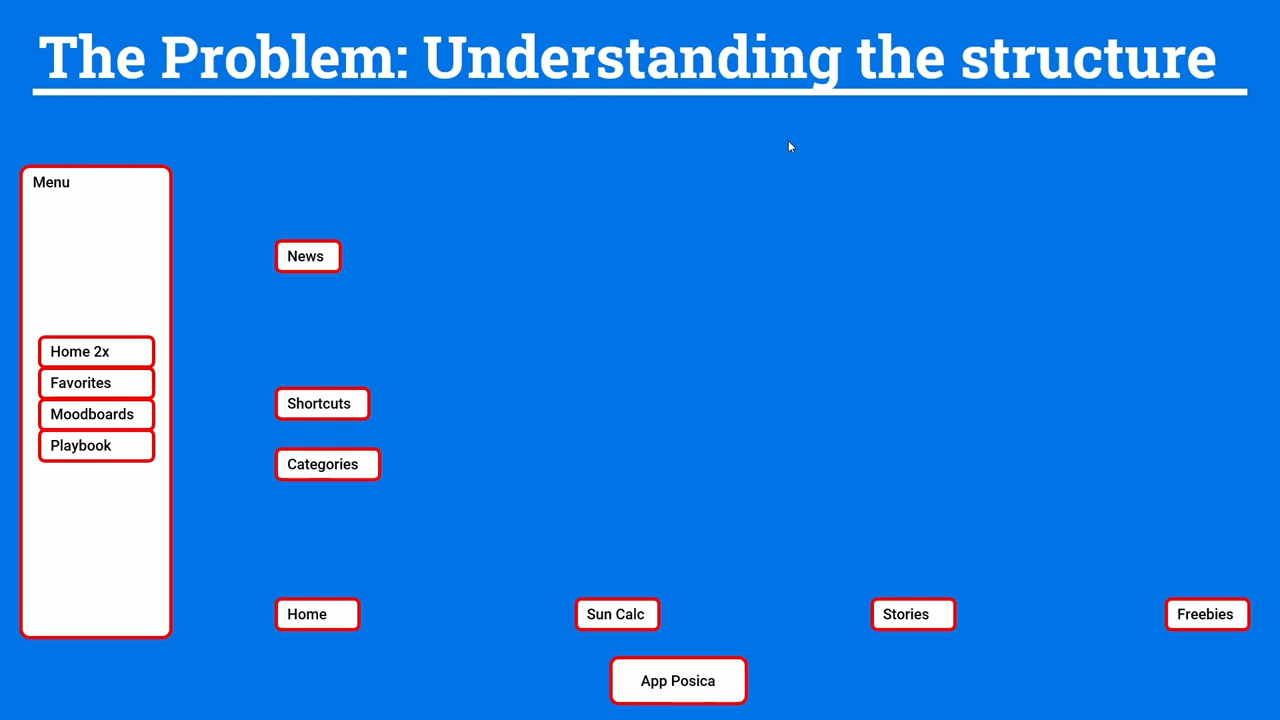 The Problem: Understanding the structure
Menu
Home 2x
Favorites
Moodboards
Playbook
News
Shortcuts
Categories
Home
Sun Calc
Stories
Freebies
App Posica